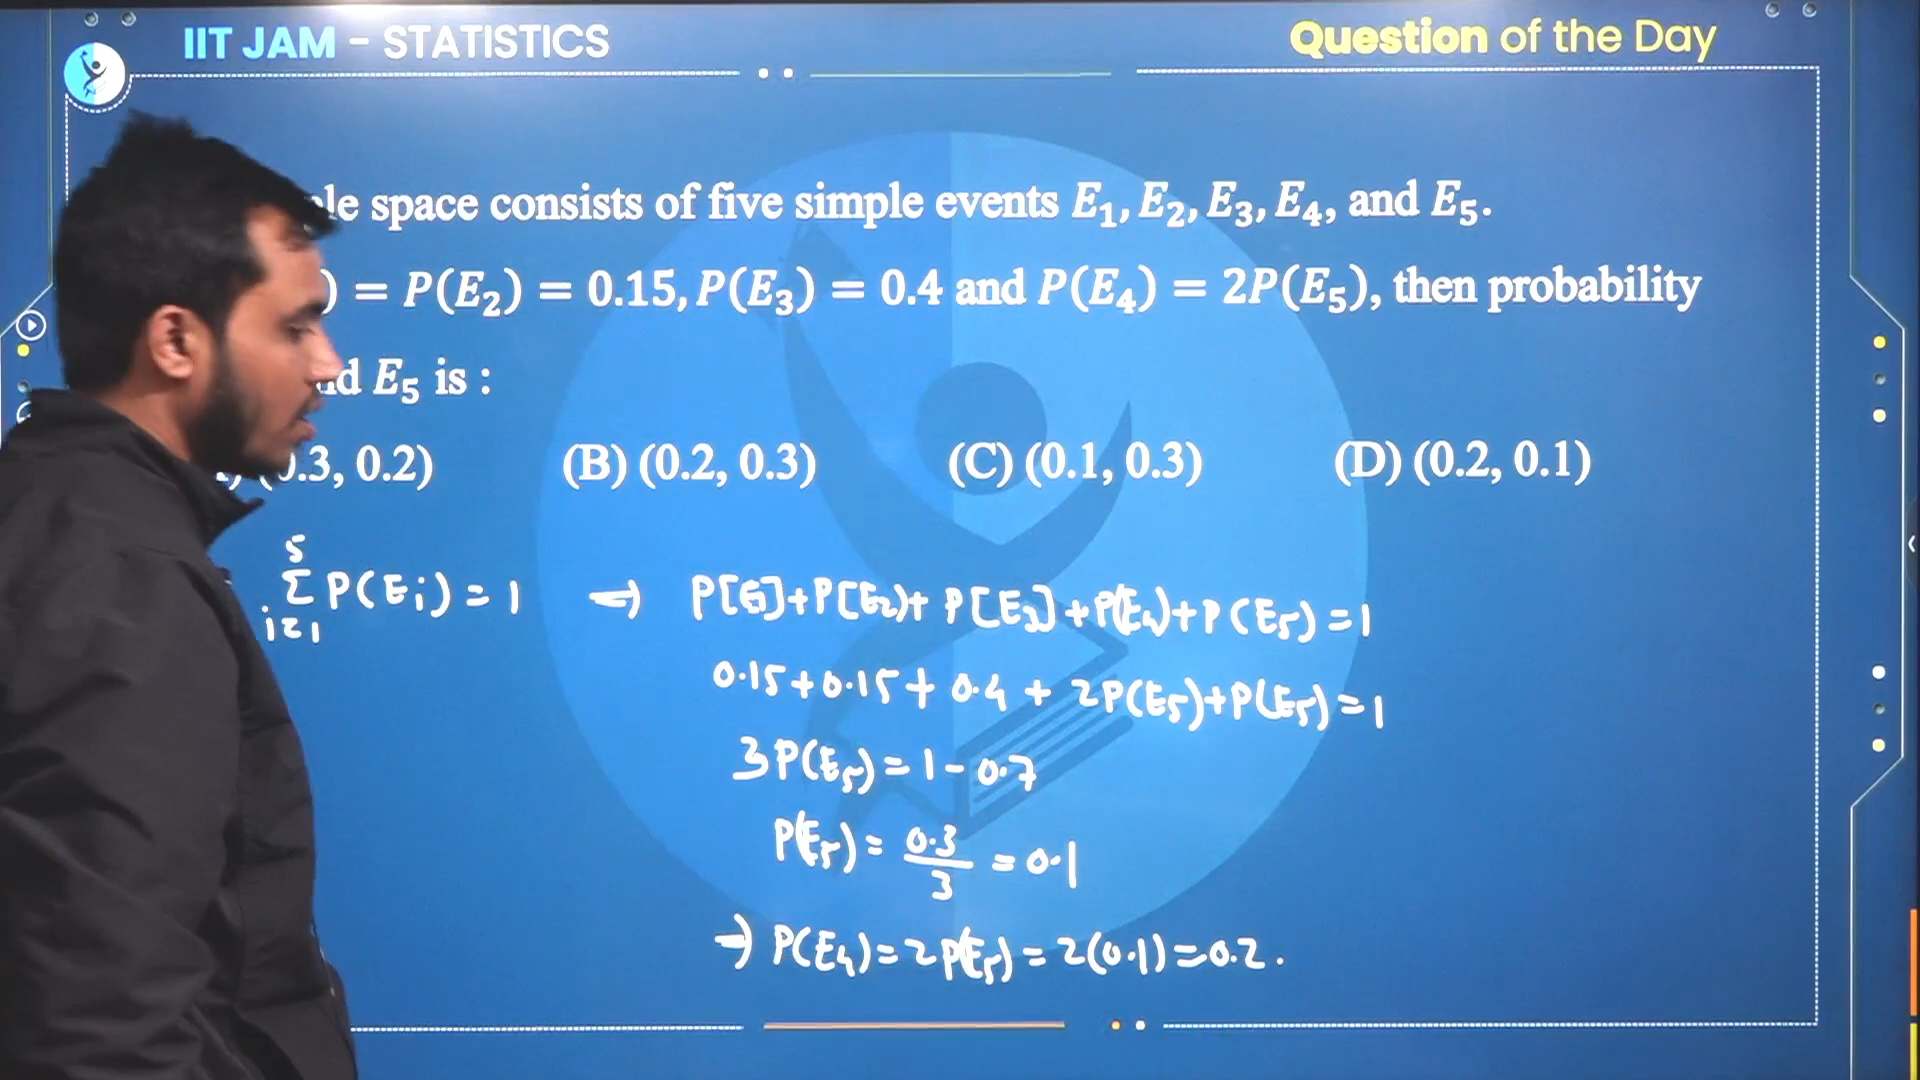 IIT JAM - STATISTICS
Question of the Day
space consists of five simple events E₁, E₂, E₃, E₄, and E₅.
) = P(E₂) = 0.15, P(E₃) = 0.4 and P(E₄) = 2P(E₅), then probability
E₅ is :
0.3, 0.2) (B) (0.2, 0.3) (C) (0.1, 0.3) (D) (0.2, 0.1)
5
Σ P(Ei) = 1 → P[E₁]+P[E₂)+ P[E₃]+P(E₄)+P(E₅) = 1
i=1
0.15+0.15+ 0.4 + 2P(E₅)+P(E₅) = 1
3P(E₅) = 1 - 0.7
P(E₅) = 0.3/3 = 0.1
→ P(E₄) = 2P(E₅) = 2(0.1) = 0.2.